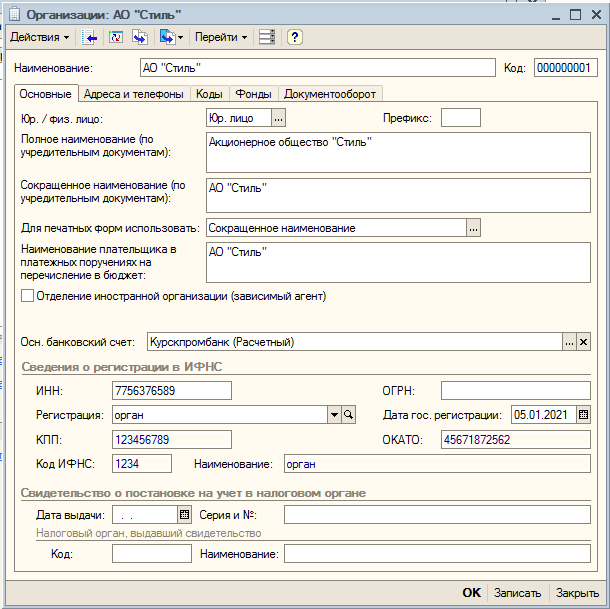 Организации: АО "Стиль"
Действия Перейти ?
Наименование: АО "Стиль" Код: 000000001
Основные Адреса и телефоны Коды Фонды Документооборот
Юр. / физ. лицо: Юр. лицо ... Префикс:
Полное наименование (по
учредительным документам):
Акционерное общество "Стиль"
Сокращенное наименование (по
учредительным документам):
АО "Стиль"
Для печатных форм использовать: Сокращенное наименование ...
Наименование плательщика в
платежных поручениях на
перечисление в бюджет:
АО "Стиль"
Отделение иностранной организации (зависимый агент)
Осн. банковский счет: Курскпромбанк (Расчетный) ... ×
Сведения о регистрации в ИФНС
ИНН: 7756376589 ОГРН:
Регистрация: орган Дата гос. регистрации: 05.01.2021
КПП: 123456789 ОКАТО: 45671872562
Код ИФНС: 1234 Наименование: орган
Свидетельство о постановке на учет в налоговом органе
Дата выдачи: . . Серия и №:
Налоговый орган, выдавший свидетельство
Код: Наименование:
OK Записать Закрыть